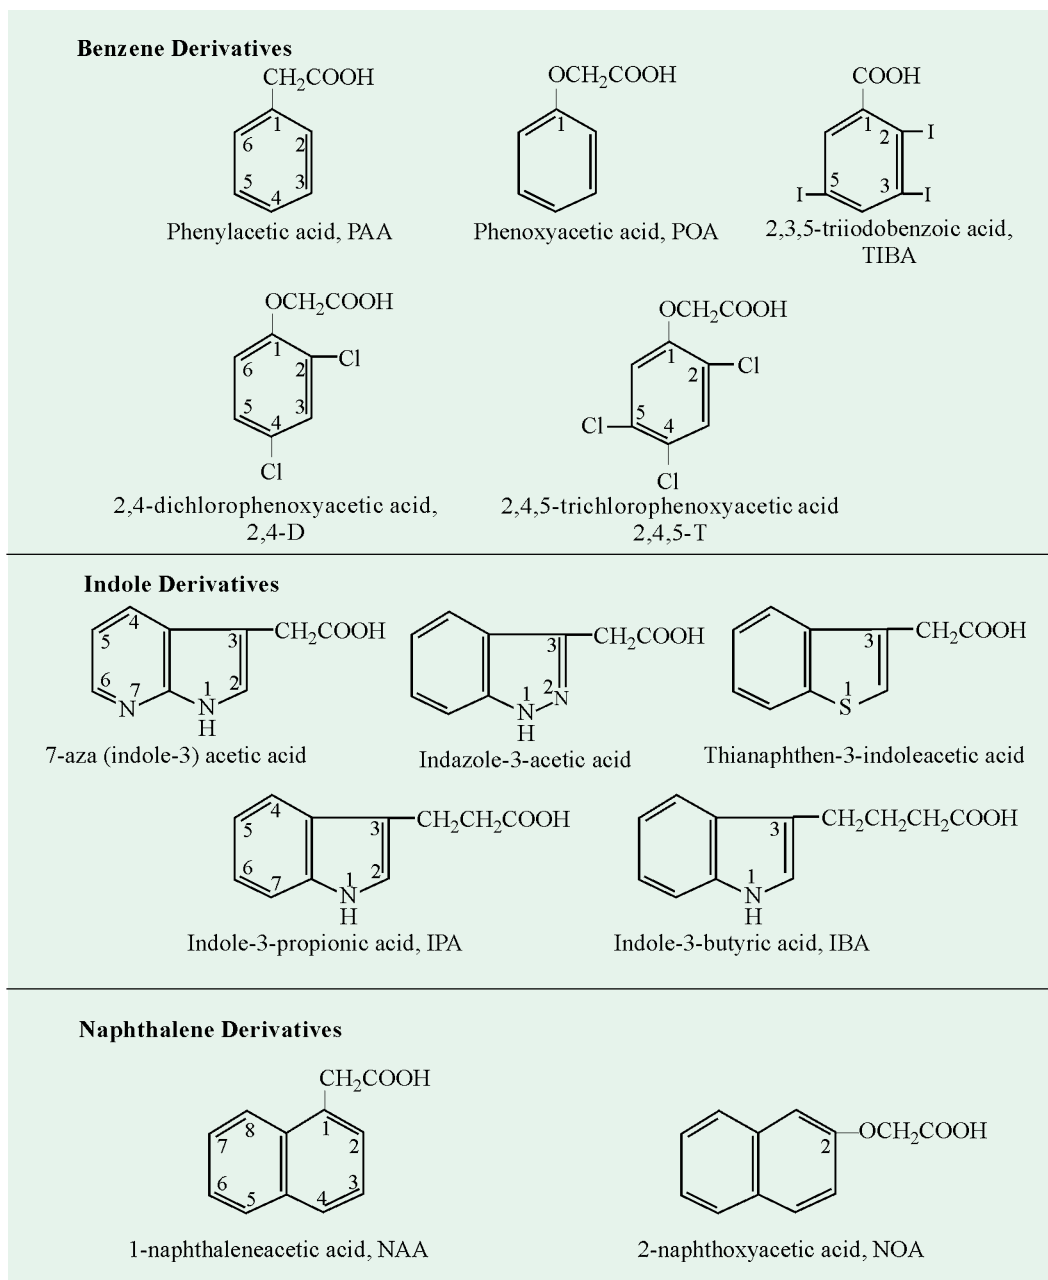 Benzene Derivatives
CH₂COOH
1
6 2
5 3
4
Phenylacetic acid, PAA
OCH₂COOH
1
Phenoxyacetic acid, POA
COOH
1
2 I
5 3
I I
2,3,5-triiodobenzoic acid,
TIBA
OCH₂COOH
1
6 2 Cl
5 3
4
Cl
2,4-dichlorophenoxyacetic acid,
2,4-D
OCH₂COOH
1
2 Cl
Cl 5 4
Cl
2,4,5-trichlorophenoxyacetic acid
2,4,5-T
Indole Derivatives
4
5 3 CH₂COOH
6 7 1 2
N N
H
7-aza (indole-3) acetic acid
3 CH₂COOH
1 2
N N
H
Indazole-3-acetic acid
3 CH₂COOH
1
S
Thianaphthen-3-indoleacetic acid
4
5 3 CH₂CH₂COOH
6 7 1 2
N
H
Indole-3-propionic acid, IPA
3 CH₂CH₂CH₂COOH
1
N
H
Indole-3-butyric acid, IBA
Naphthalene Derivatives
CH₂COOH
8 1
7 2
6 3
5 4
1-naphthaleneacetic acid, NAA
2 OCH₂COOH
2-naphthoxyacetic acid, NOA